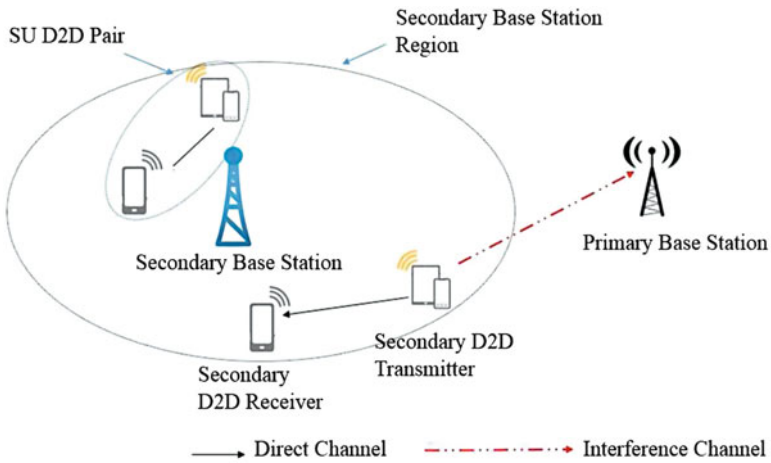 SU D2D Pair
Secondary Base Station
Region
Secondary Base Station
Primary Base Station
Secondary
D2D Receiver
Secondary D2D
Transmitter
Direct Channel
Interference Channel